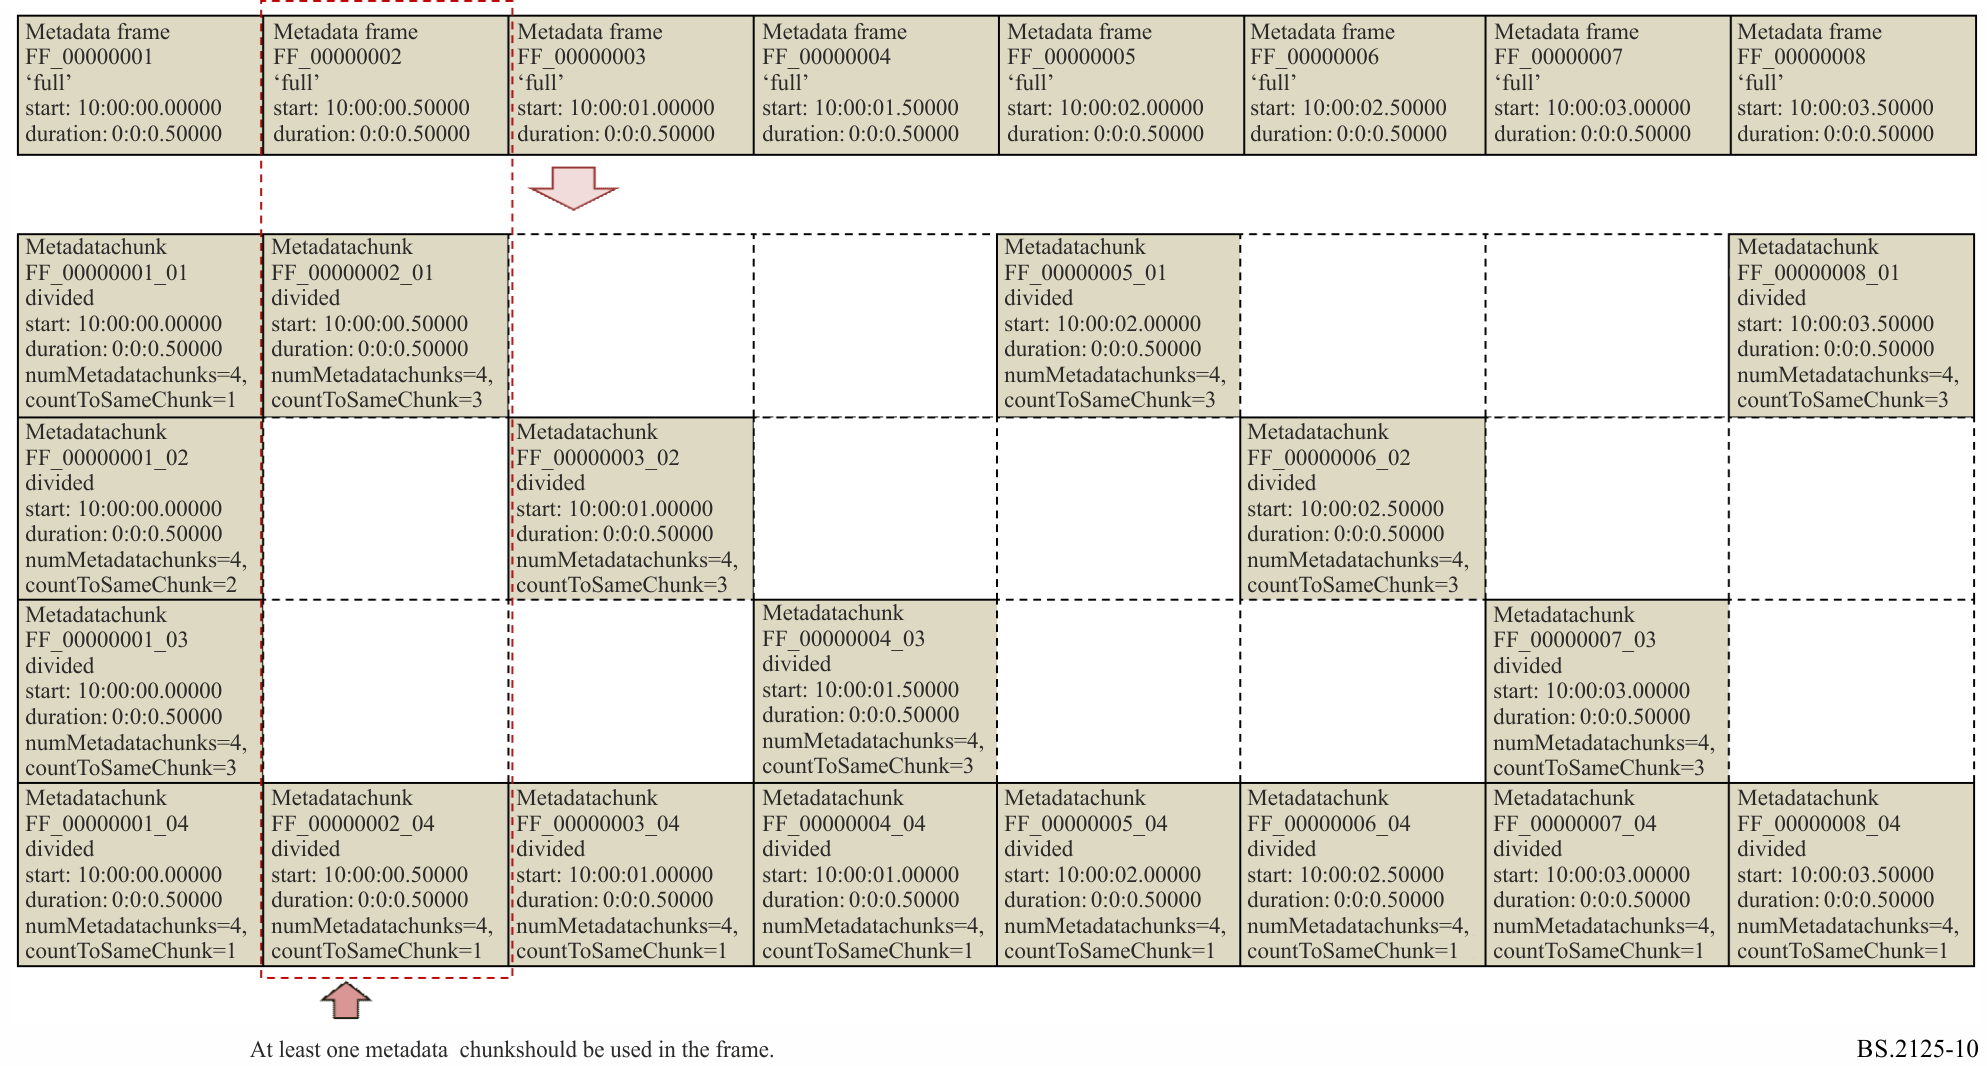 Metadata frame
FF_00000001
‘full’
start: 10:00:00.00000
duration: 0:0:0.50000
Metadata frame
FF_00000002
‘full’
start: 10:00:00.50000
duration: 0:0:0.50000
Metadata frame
FF_00000003
‘full’
start: 10:00:01.00000
duration: 0:0:0.50000
Metadata frame
FF_00000004
‘full’
start: 10:00:01.50000
duration: 0:0:0.50000
Metadata frame
FF_00000005
‘full’
start: 10:00:02.00000
duration: 0:0:0.50000
Metadata frame
FF_00000006
‘full’
start: 10:00:02.50000
duration: 0:0:0.50000
Metadata frame
FF_00000007
‘full’
start: 10:00:03.00000
duration: 0:0:0.50000
Metadata frame
FF_00000008
‘full’
start: 10:00:03.50000
duration: 0:0:0.50000
Metadatachunk
FF_00000001_01
divided
start: 10:00:00.00000
duration: 0:0:0.50000
numMetadatachunks=4,
countToSameChunk=1
Metadatachunk
FF_00000002_01
divided
start: 10:00:00.50000
duration: 0:0:0.50000
numMetadatachunks=4,
countToSameChunk=3
Metadatachunk
FF_00000005_01
divided
start: 10:00:02.00000
duration: 0:0:0.50000
numMetadatachunks=4,
countToSameChunk=3
Metadatachunk
FF_00000008_01
divided
start: 10:00:03.50000
duration: 0:0:0.50000
numMetadatachunks=4,
countToSameChunk=3
Metadatachunk
FF_00000001_02
divided
start: 10:00:00.00000
duration: 0:0:0.50000
numMetadatachunks=4,
countToSameChunk=2
Metadatachunk
FF_00000003_02
divided
start: 10:00:01.00000
duration: 0:0:0.50000
numMetadatachunks=4,
countToSameChunk=3
Metadatachunk
FF_00000006_02
divided
start: 10:00:02.50000
duration: 0:0:0.50000
numMetadatachunks=4,
countToSameChunk=3
Metadatachunk
FF_00000001_03
divided
start: 10:00:00.00000
duration: 0:0:0.50000
numMetadatachunks=4,
countToSameChunk=3
Metadatachunk
FF_00000004_03
divided
start: 10:00:01.50000
duration: 0:0:0.50000
numMetadatachunks=4,
countToSameChunk=3
Metadatachunk
FF_00000007_03
divided
start: 10:00:03.00000
duration: 0:0:0.50000
numMetadatachunks=4,
countToSameChunk=3
Metadatachunk
FF_00000001_04
divided
start: 10:00:00.00000
duration: 0:0:0.50000
numMetadatachunks=4,
countToSameChunk=1
Metadatachunk
FF_00000002_04
divided
start: 10:00:00.50000
duration: 0:0:0.50000
numMetadatachunks=4,
countToSameChunk=1
Metadatachunk
FF_00000003_04
divided
start: 10:00:01.00000
duration: 0:0:0.50000
numMetadatachunks=4,
countToSameChunk=1
Metadatachunk
FF_00000004_04
divided
start: 10:00:01.00000
duration: 0:0:0.50000
numMetadatachunks=4,
countToSameChunk=1
Metadatachunk
FF_00000005_04
divided
start: 10:00:02.00000
duration: 0:0:0.50000
numMetadatachunks=4,
countToSameChunk=1
Metadatachunk
FF_00000006_04
divided
start: 10:00:02.50000
duration: 0:0:0.50000
numMetadatachunks=4,
countToSameChunk=1
Metadatachunk
FF_00000007_04
divided
start: 10:00:03.00000
duration: 0:0:0.50000
numMetadatachunks=4,
countToSameChunk=1
Metadatachunk
FF_00000008_04
divided
start: 10:00:03.50000
duration: 0:0:0.50000
numMetadatachunks=4,
countToSameChunk=1
At least one metadata chunkshould be used in the frame.
BS.2125-10